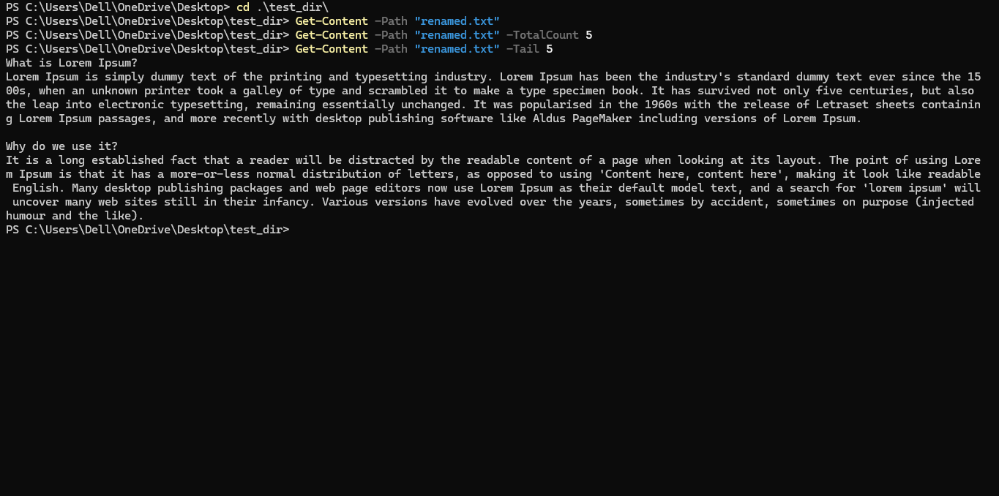 PS C:\Users\Dell\OneDrive\Desktop> cd .\test_dir\
PS C:\Users\Dell\OneDrive\Desktop\test_dir> Get-Content -Path "renamed.txt"
PS C:\Users\Dell\OneDrive\Desktop\test_dir> Get-Content -Path "renamed.txt" -TotalCount 5
PS C:\Users\Dell\OneDrive\Desktop\test_dir> Get-Content -Path "renamed.txt" -Tail 5
What is Lorem Ipsum?
Lorem Ipsum is simply dummy text of the printing and typesetting industry. Lorem Ipsum has been the industry's standard dummy text ever since the 15
00s, when an unknown printer took a galley of type and scrambled it to make a type specimen book. It has survived not only five centuries, but also
the leap into electronic typesetting, remaining essentially unchanged. It was popularised in the 1960s with the release of Letraset sheets containin
g Lorem Ipsum passages, and more recently with desktop publishing software like Aldus PageMaker including versions of Lorem Ipsum.

Why do we use it?
It is a long established fact that a reader will be distracted by the readable content of a page when looking at its layout. The point of using Lore
m Ipsum is that it has a more-or-less normal distribution of letters, as opposed to using 'Content here, content here', making it look like readable
 English. Many desktop publishing packages and web page editors now use Lorem Ipsum as their default model text, and a search for 'lorem ipsum' will
 uncover many web sites still in their infancy. Various versions have evolved over the years, sometimes by accident, sometimes on purpose (injected
humour and the like).
PS C:\Users\Dell\OneDrive\Desktop\test_dir>